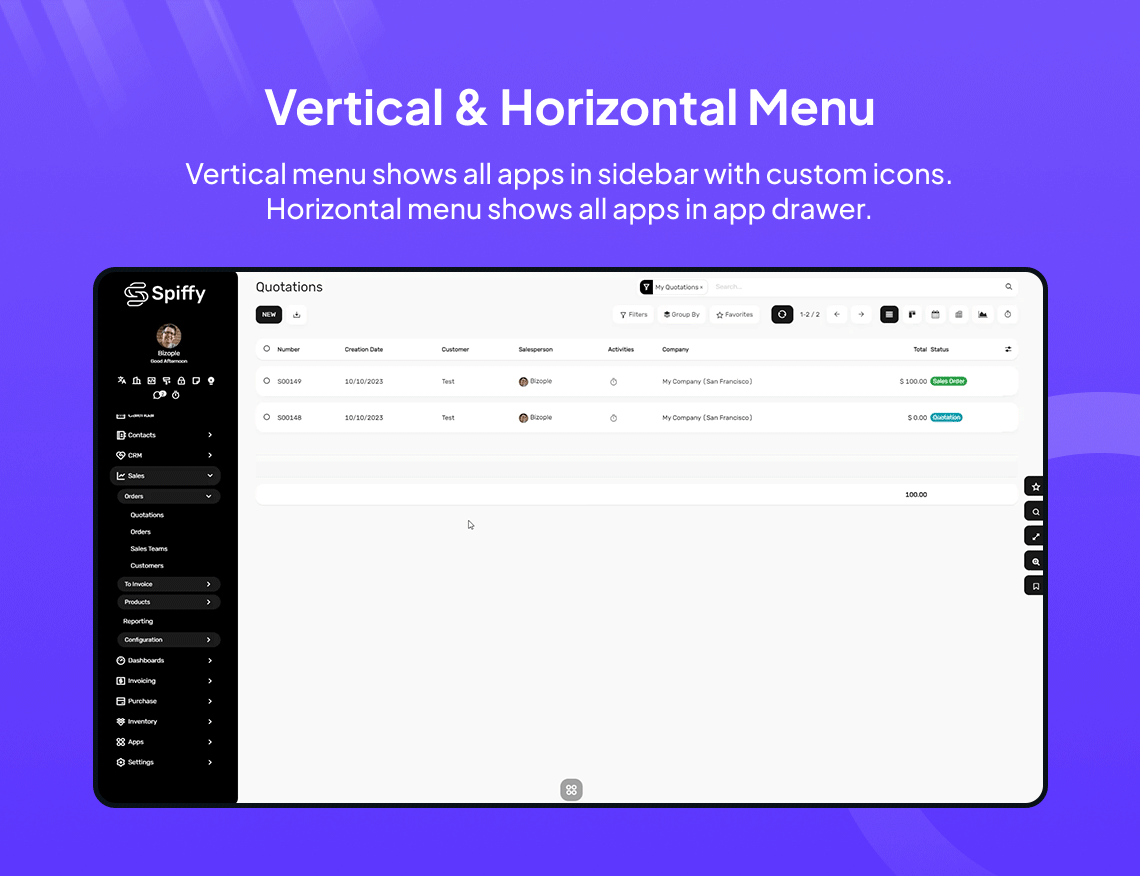 Vertical & Horizontal Menu
Vertical menu shows all apps in sidebar with custom icons.
Horizontal menu shows all apps in app drawer.
Spiffy
Bizople
Good Afternoon
Calendar
Contacts
CRM
Sales
Orders
Quotations
Orders
Sales Teams
Customers
To Invoice
Products
Reporting
Configuration
Dashboards
Invoicing
Purchase
Inventory
Apps
Settings
Quotations
My Quotations ×
Search...
NEW
Filters
Group By
Favorites
1-2 / 2
Number Creation Date Customer Salesperson Activities Company Total Status
S00149 10/10/2023 Test Bizople My Company (San Francisco) $ 100.00 Sales Order
S00148 10/10/2023 Test Bizople My Company (San Francisco) $ 0.00 Quotation
100.00